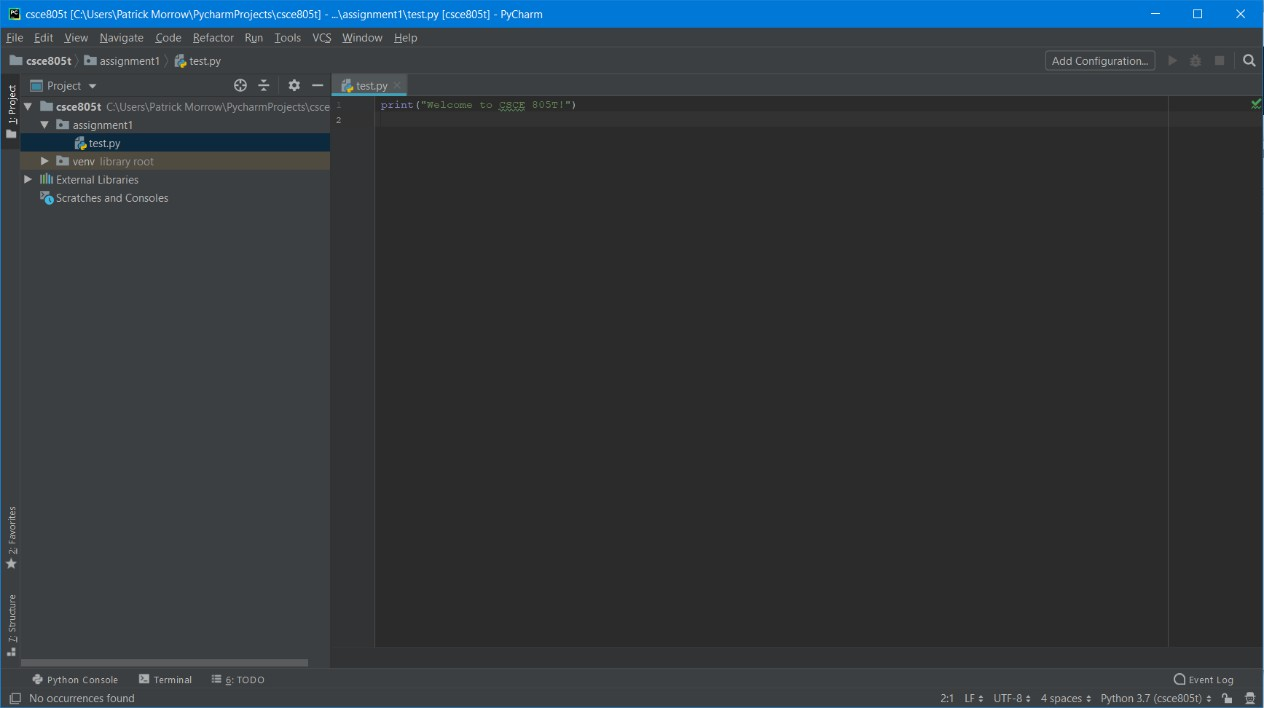 PC csce805t [C:\Users\Patrick Morrow\PycharmProjects\csce805t] - ...\assignment1\test.py [csce805t] - PyCharm
File Edit View Navigate Code Refactor Run Tools VCS Window Help
csce805t assignment1 test.py Add Configuration...
1: Project
Project
test.py
csce805t C:\Users\Patrick Morrow\PycharmProjects\csce
assignment1
test.py
venv library root
External Libraries
Scratches and Consoles
1 print("Welcome to CSCE 805T!")
2
2: Favorites
7: Structure
Python Console Terminal 6: TODO Event Log
No occurrences found 2:1 LF UTF-8 4 spaces Python 3.7 (csce805t)